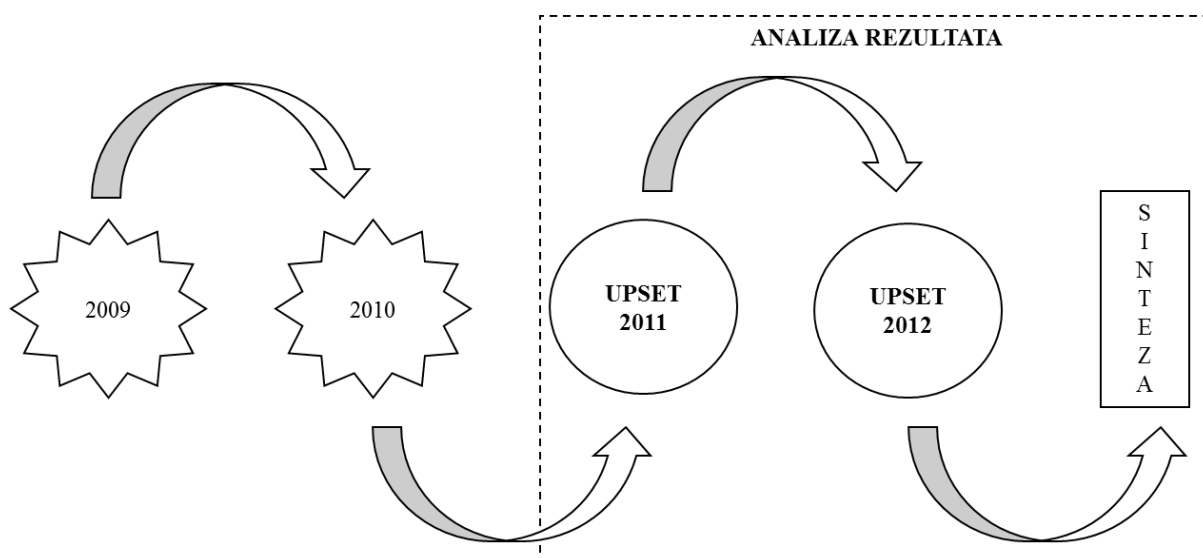 ANALIZA REZULTATA
2009
2010
UPSET
2011
UPSET
2012
S
I
N
T
E
Z
A